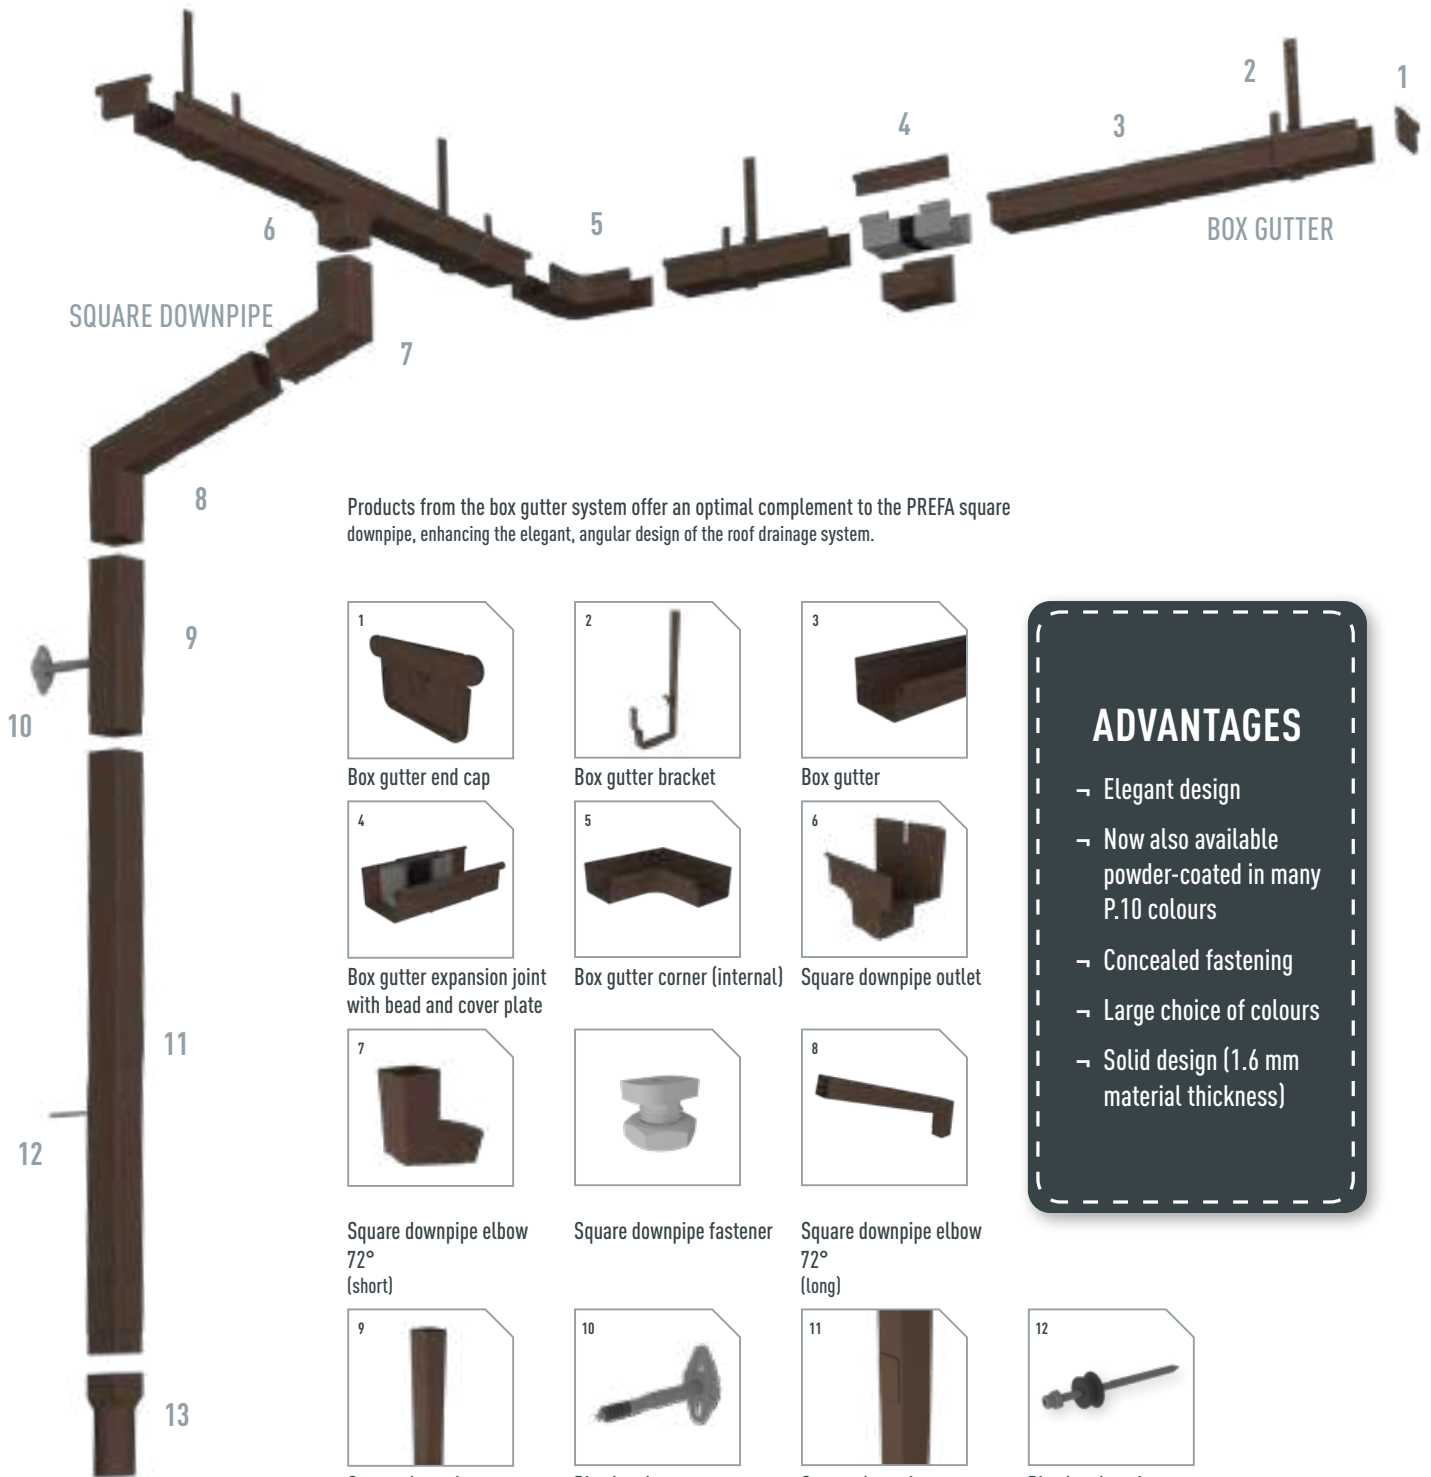 2
1
4
3
6
5
BOX GUTTER
SQUARE DOWNPIPE
7
8
Products from the box gutter system offer an optimal complement to the PREFA square
downpipe, enhancing the elegant, angular design of the roof drainage system.
9
10
11
12
13
1
Box gutter end cap
2
Box gutter bracket
3
Box gutter
4
Box gutter expansion joint
with bead and cover plate
5
Box gutter corner (internal)
6
Square downpipe outlet
7
Square downpipe elbow
72°
(short)
Square downpipe fastener
8
Square downpipe elbow
72°
(long)
9
10
11
12
ADVANTAGES
¬ Elegant design
¬ Now also available
powder-coated in many
P.10 colours
¬ Concealed fastening
¬ Large choice of colours
¬ Solid design (1.6 mm
material thickness)